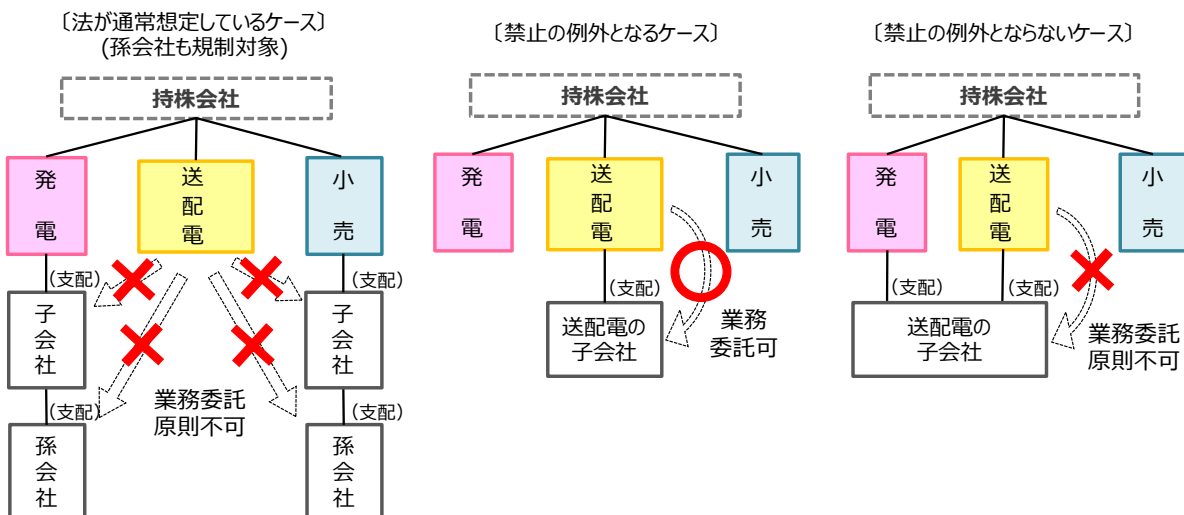 〔法が通常想定しているケース〕
(孫会社も規制対象)
持株会社
発電
送配電
小売
(支配)
(支配)
子会社
子会社
(支配)
(支配)
業務委託
原則不可
孫会社
孫会社
〔禁止の例外となるケース〕
持株会社
発電
送配電
小売
(支配)
送配電の
子会社
業務
委託可
〔禁止の例外とならないケース〕
持株会社
発電
送配電
小売
(支配)
(支配)
送配電の
子会社
業務委託
原則不可